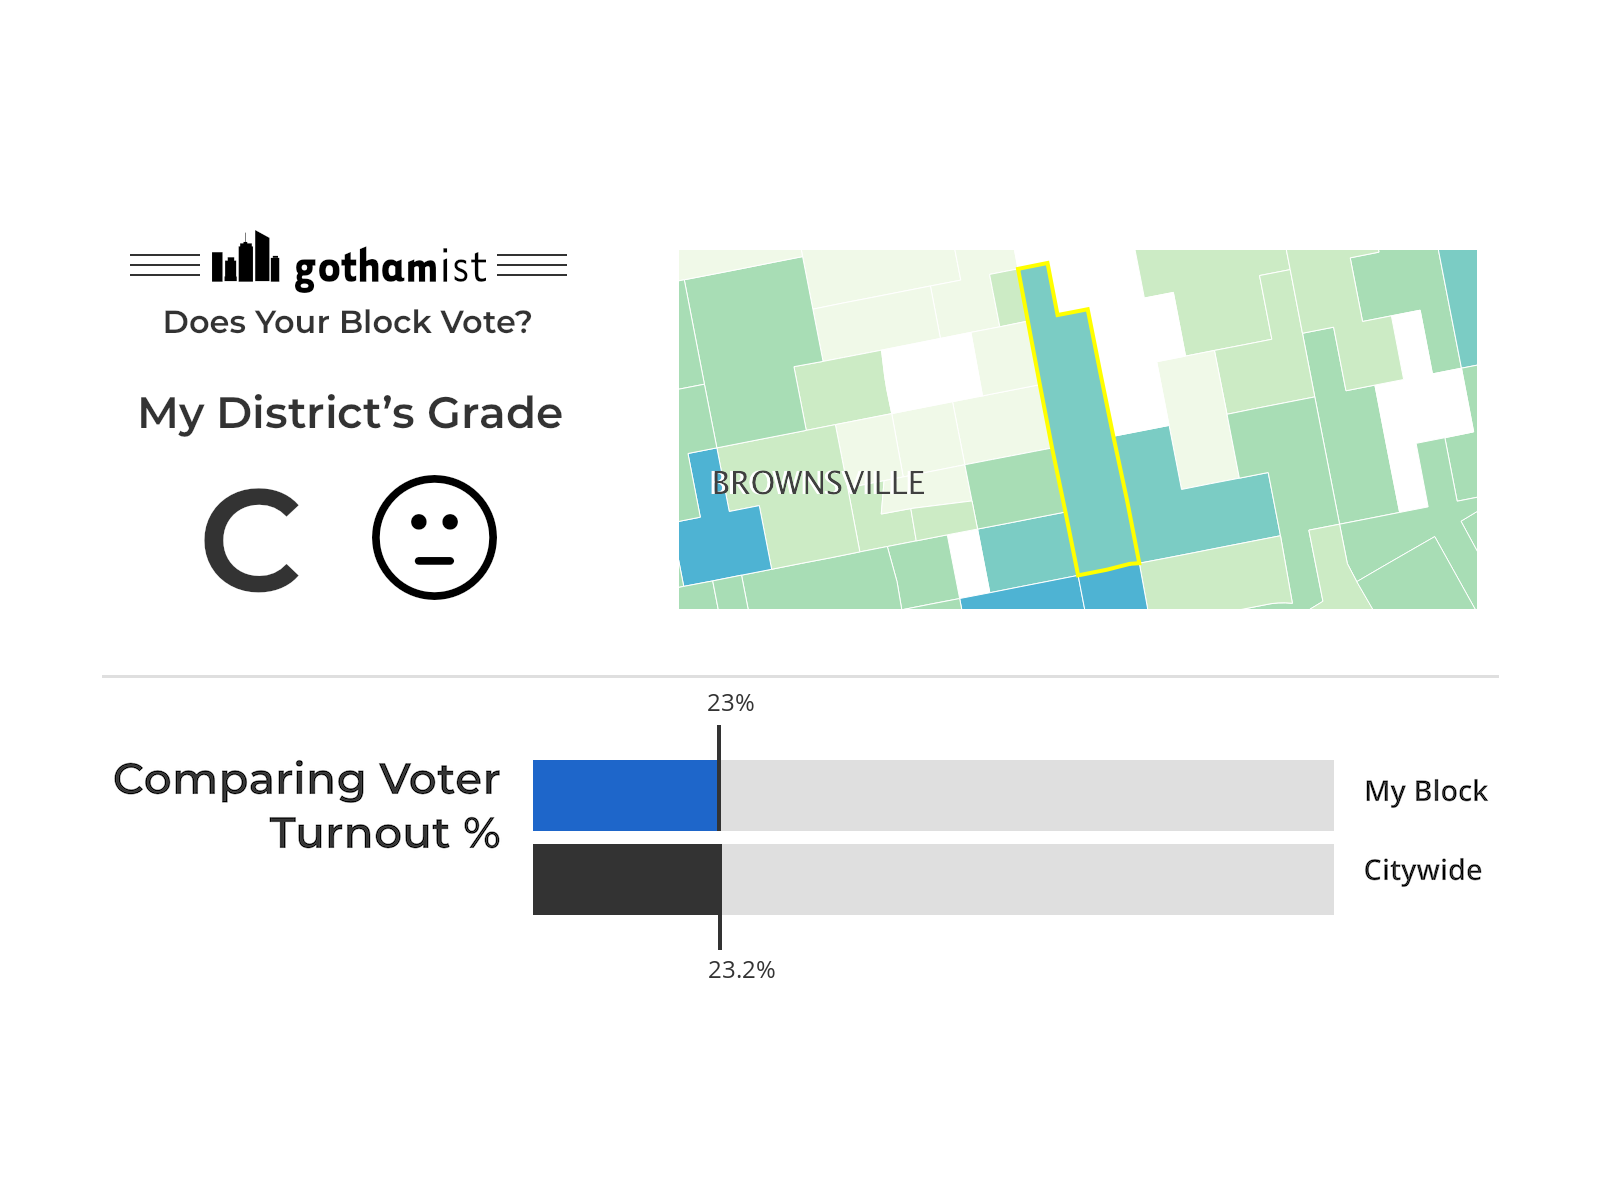 gothamist
Does Your Block Vote?
My District’s Grade
C
BROWNSVILLE
23%
Comparing Voter
Turnout %
My Block
Citywide
23.2%